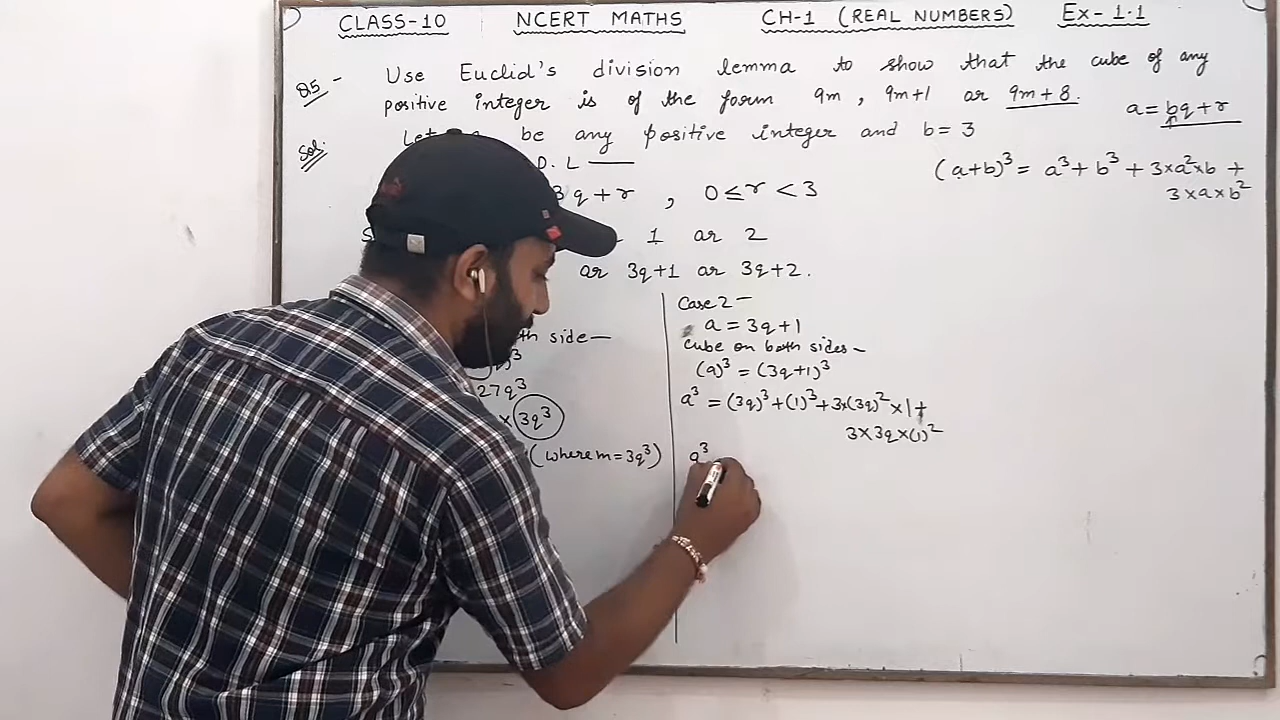 CLASS-10 NCERT MATHS CH-1 (REAL NUMBERS) Ex- 1.1
Q5 - Use Euclid's division lemma to show that the cube of any
positive integer is of the form 9m, 9m+1 or 9m+8.
a = bq + r
Sol. Let be any positive integer and b = 3
D. L —
3q + r , 0 ≤ r < 3
1 or 2
or 3q+1 or 3q+2.
(a+b)³ = a³ + b³ + 3×a²×b +
3×a×b²
side —
27q³
× 3q³
(where m = 3q³)
Case 2 -
a = 3q + 1
Cube on both sides -
(a)³ = (3q+1)³
a³ = (3q)³ + (1)³ + 3×(3q)²×1 +
3×3q×(1)²
a³